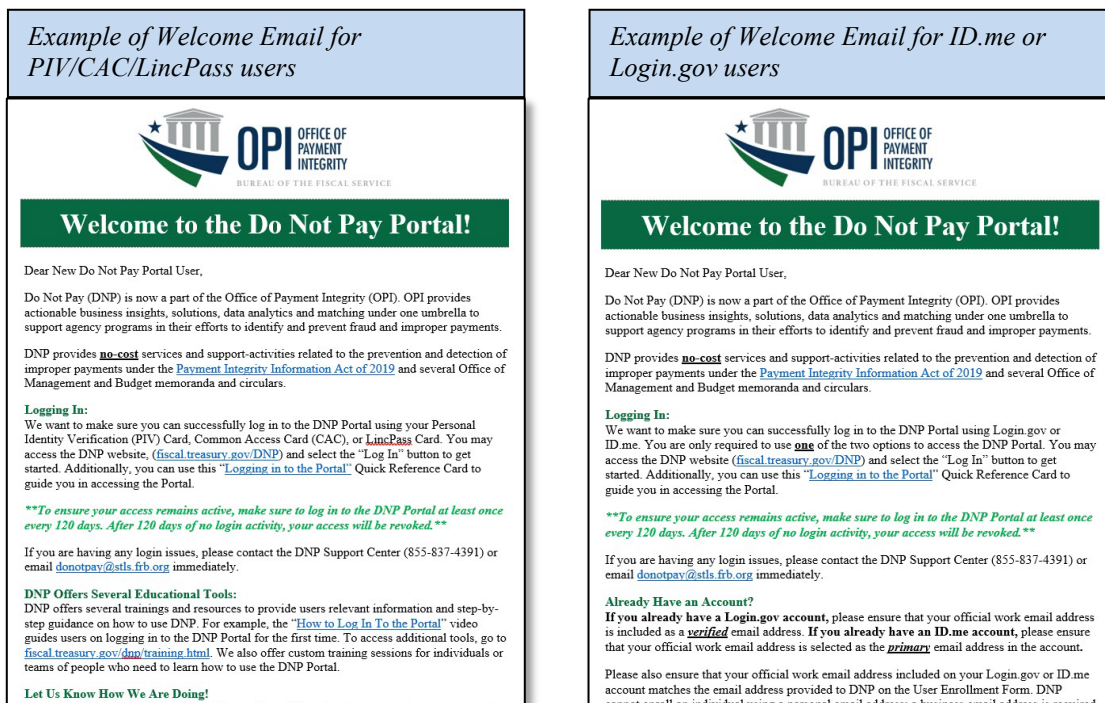 Example of Welcome Email for
PIV/CAC/LincPass users
OPI OFFICE OF
PAYMENT
INTEGRITY
BUREAU OF THE FISCAL SERVICE
Welcome to the Do Not Pay Portal!
Dear New Do Not Pay Portal User,
Do Not Pay (DNP) is now a part of the Office of Payment Integrity (OPI). OPI provides
actionable business insights, solutions, data analytics and matching under one umbrella to
support agency programs in their efforts to identify and prevent fraud and improper payments.
DNP provides no-cost services and support-activities related to the prevention and detection of
improper payments under the Payment Integrity Information Act of 2019 and several Office of
Management and Budget memoranda and circulars.
Logging In:
We want to make sure you can successfully log in to the DNP Portal using your Personal
Identity Verification (PIV) Card, Common Access Card (CAC), or LincPass Card. You may
access the DNP website, (fiscal.treasury.gov/DNP) and select the “Log In” button to get
started. Additionally, you can use this “Logging in to the Portal” Quick Reference Card to
guide you in accessing the Portal.
**To ensure your access remains active, make sure to log in to the DNP Portal at least once
every 120 days. After 120 days of no login activity, your access will be revoked.**
If you are having any login issues, please contact the DNP Support Center (855-837-4391) or
email donotpay@stls.frb.org immediately.
DNP Offers Several Educational Tools:
DNP offers several trainings and resources to provide users relevant information and step-by-
step guidance on how to use DNP. For example, the “How to Log In To the Portal” video
guides users on logging in to the DNP Portal for the first time. To access additional tools, go to
fiscal.treasury.gov/dnp/training.html. We also offer custom training sessions for individuals or
teams of people who need to learn how to use the DNP Portal.
Let Us Know How We Are Doing!
Example of Welcome Email for ID.me or
Login.gov users
OPI OFFICE OF
PAYMENT
INTEGRITY
BUREAU OF THE FISCAL SERVICE
Welcome to the Do Not Pay Portal!
Dear New Do Not Pay Portal User,
Do Not Pay (DNP) is now a part of the Office of Payment Integrity (OPI). OPI provides
actionable business insights, solutions, data analytics and matching under one umbrella to
support agency programs in their efforts to identify and prevent fraud and improper payments.
DNP provides no-cost services and support-activities related to the prevention and detection of
improper payments under the Payment Integrity Information Act of 2019 and several Office of
Management and Budget memoranda and circulars.
Logging In:
We want to make sure you can successfully log in to the DNP Portal using Login.gov or
ID.me. You are only required to use one of the two options to access the DNP Portal. You may
access the DNP website (fiscal.treasury.gov/DNP) and select the “Log In” button to get
started. Additionally, you can use this “Logging in to the Portal” Quick Reference Card to
guide you in accessing the Portal.
**To ensure your access remains active, make sure to log in to the DNP Portal at least once
every 120 days. After 120 days of no login activity, your access will be revoked.**
If you are having any login issues, please contact the DNP Support Center (855-837-4391) or
email donotpay@stls.frb.org immediately.
Already Have an Account?
If you already have a Login.gov account, please ensure that your official work email address
is included as a verified email address. If you already have an ID.me account, please ensure
that your official work email address is selected as the primary email address in the account.
Please also ensure that your official work email address included on your Login.gov or ID.me
account matches the email address provided to DNP on the User Enrollment Form. DNP